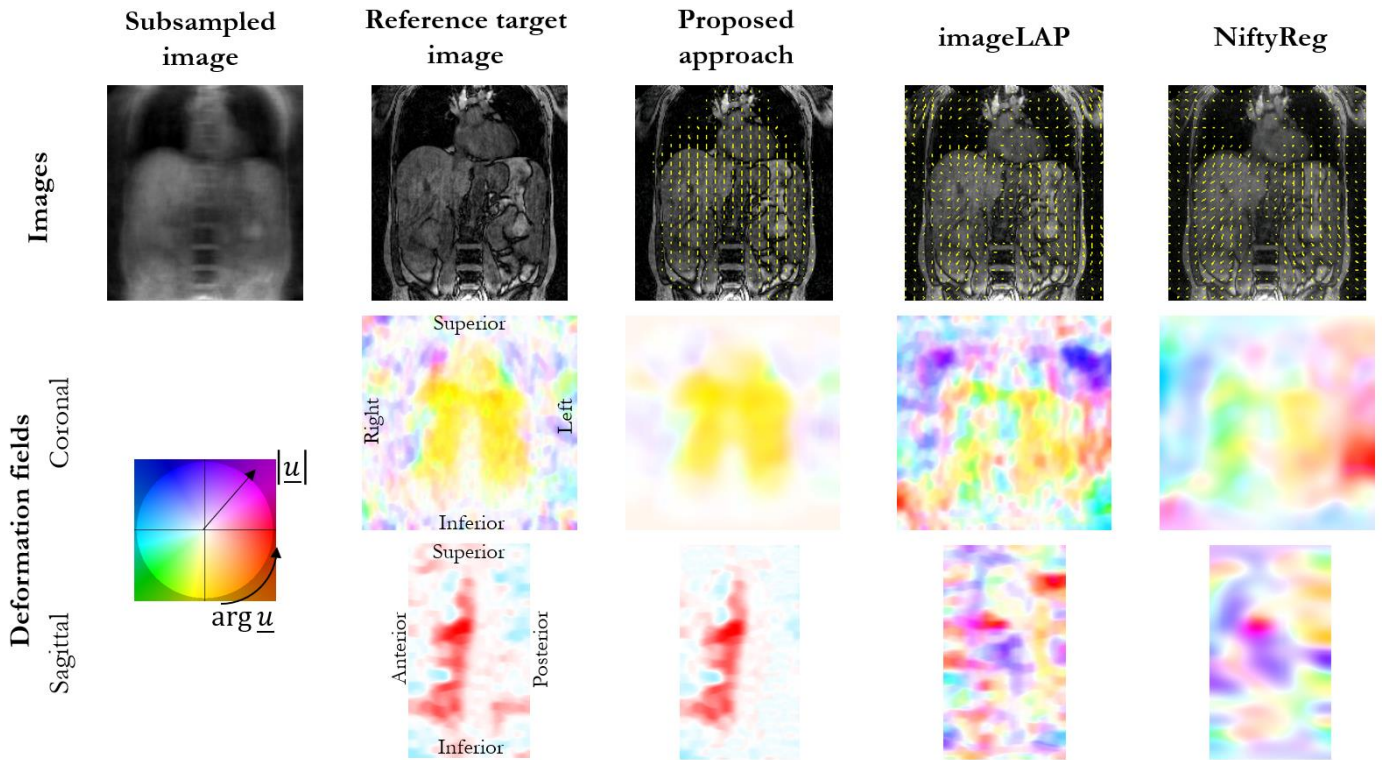 Subsampled
image
Reference target
image
Proposed
approach
imageLAP
NiftyReg
Images
Deformation fields
Coronal
Superior
Right
Left
Inferior
|u|
arg u
Sagittal
Superior
Anterior
Posterior
Inferior